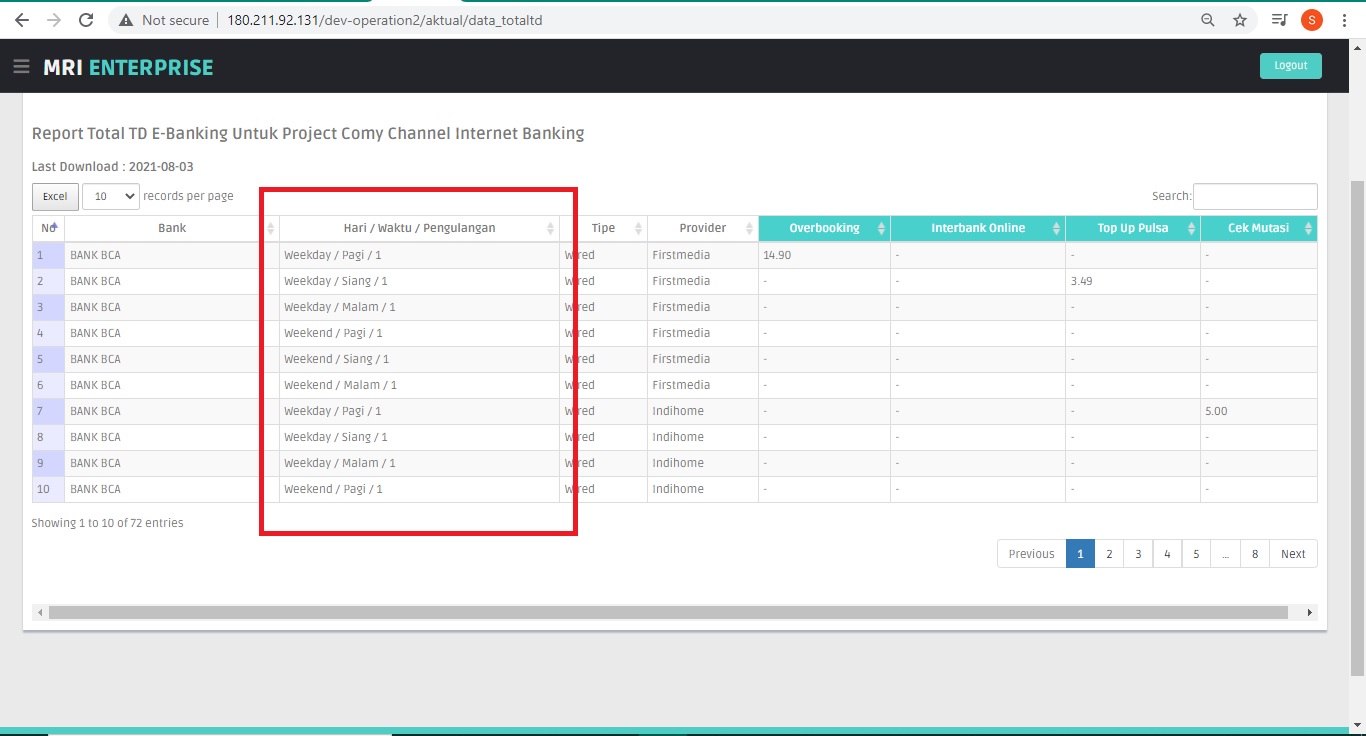 Not secure | 180.211.92.131/dev-operation2/aktual/data_totaltd S
MRI ENTERPRISE Logout
Report Total TD E-Banking Untuk Project Comy Channel Internet Banking
Last Download : 2021-08-03
Excel 10 records per page Search:
No Bank Hari / Waktu / Pengulangan Tipe Provider Overbooking Interbank Online Top Up Pulsa Cek Mutasi
1 BANK BCA Weekday / Pagi / 1 Wired Firstmedia 14.90 - - -
2 BANK BCA Weekday / Siang / 1 Wired Firstmedia - - 3.49 -
3 BANK BCA Weekday / Malam / 1 Wired Firstmedia - - - -
4 BANK BCA Weekend / Pagi / 1 Wired Firstmedia - - - -
5 BANK BCA Weekend / Siang / 1 Wired Firstmedia - - - -
6 BANK BCA Weekend / Malam / 1 Wired Firstmedia - - - -
7 BANK BCA Weekday / Pagi / 1 Wired Indihome - - - 5.00
8 BANK BCA Weekday / Siang / 1 Wired Indihome - - - -
9 BANK BCA Weekday / Malam / 1 Wired Indihome - - - -
10 BANK BCA Weekend / Pagi / 1 Wired Indihome - - - -
Showing 1 to 10 of 72 entries
Previous 1 2 3 4 5 ... 8 Next